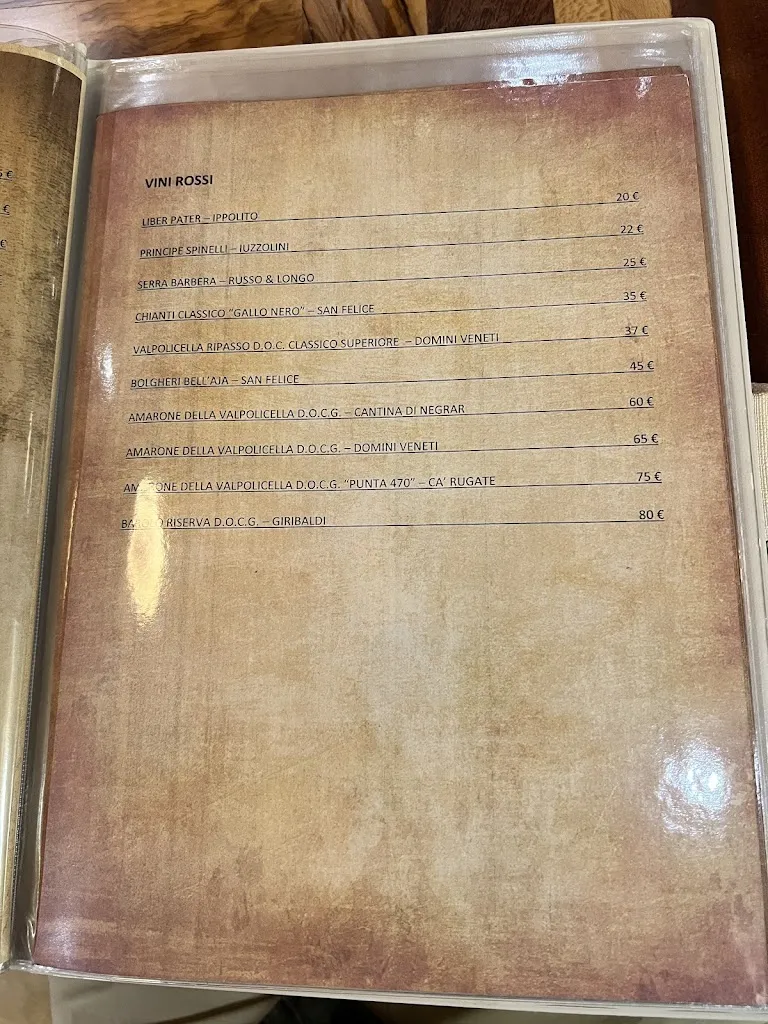 VINI ROSSI
LIBER PATER – IPPOLITO 20 €
PRINCIPE SPINELLI – IUZZOLINI 22 €
SERRA BARBERA – RUSSO & LONGO 25 €
CHIANTI CLASSICO "GALLO NERO" – SAN FELICE 35 €
VALPOLICELLA RIPASSO D.O.C. CLASSICO SUPERIORE – DOMINI VENETI 37 €
BOLGHERI BELL'AJA – SAN FELICE 45 €
AMARONE DELLA VALPOLICELLA D.O.C.G. – CANTINA DI NEGRAR 60 €
AMARONE DELLA VALPOLICELLA D.O.C.G. – DOMINI VENETI 65 €
AMARONE DELLA VALPOLICELLA D.O.C.G. "PUNTA 470" – CA' RUGATE 75 €
BAROLO RISERVA D.O.C.G. – GIRIBALDI 80 €